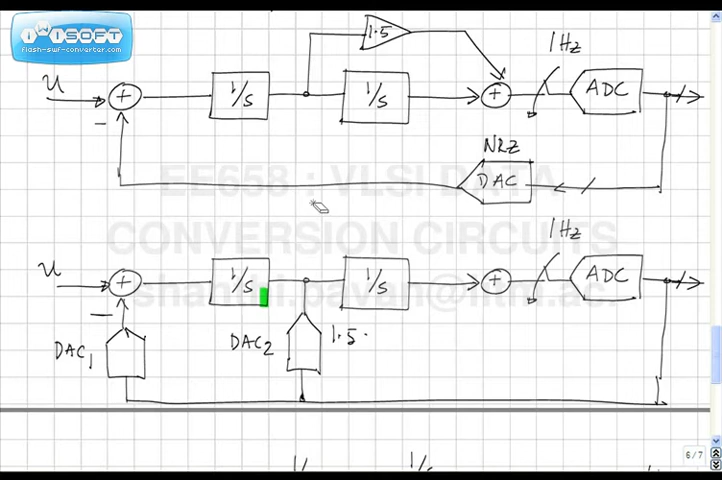 iWiSOFT
flash-swf-converter.com
1.5
1Hz
u
+
1/s
1/s
+
ADC
−
NRZ
DAC
EE658 : VLSI DATA
CONVERSION CIRCUITS
1Hz
u
+
1/s
1/s
+
ADC
−
DAC1
DAC2
1.5
6/7